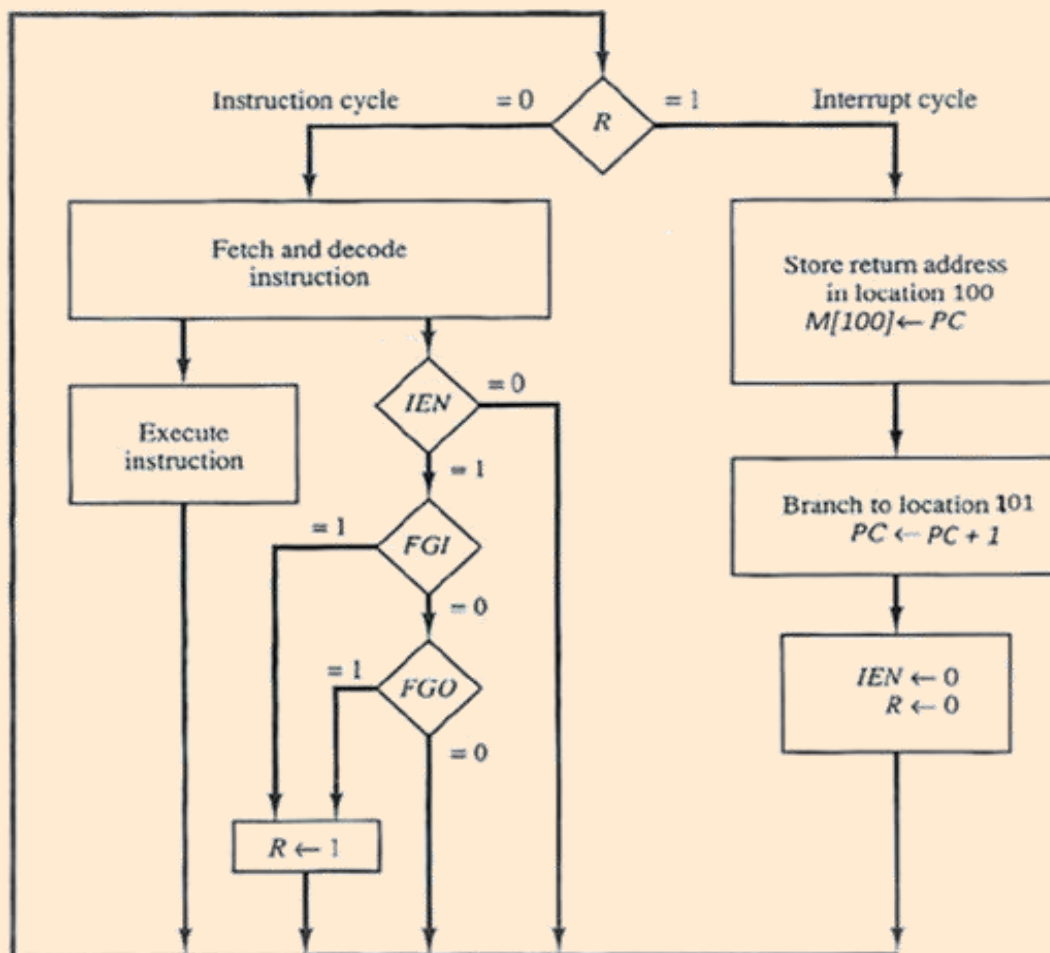 Instruction cycle
= 0
R
= 1
Interrupt cycle
Fetch and decode
instruction
Store return address
in location 100
M[100] ← PC
Execute
instruction
IEN
= 0
= 1
Branch to location 101
PC ← PC + 1
= 1
FGI
= 0
= 1
FGO
= 0
IEN ← 0
R ← 0
R ← 1